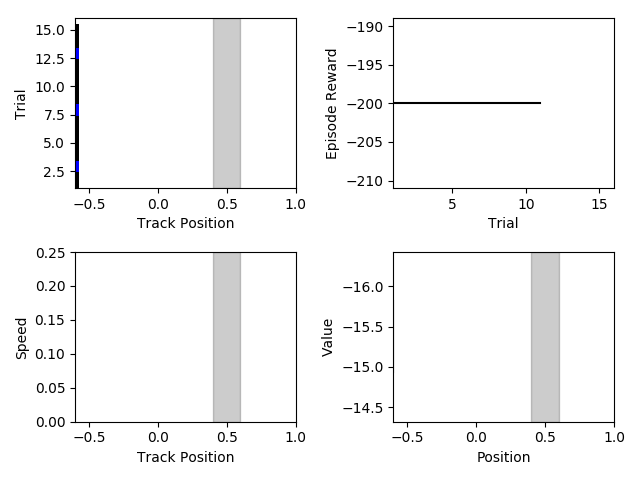 15.0
12.5
10.0
7.5
5.0
2.5
Trial
−0.5 0.0 0.5 1.0
Track Position
−190
−195
−200
−205
−210
Episode Reward
5 10 15
Trial
0.25
0.20
0.15
0.10
0.05
0.00
Speed
−0.5 0.0 0.5 1.0
Track Position
−16.0
−15.5
−15.0
−14.5
Value
−0.5 0.0 0.5 1.0
Position